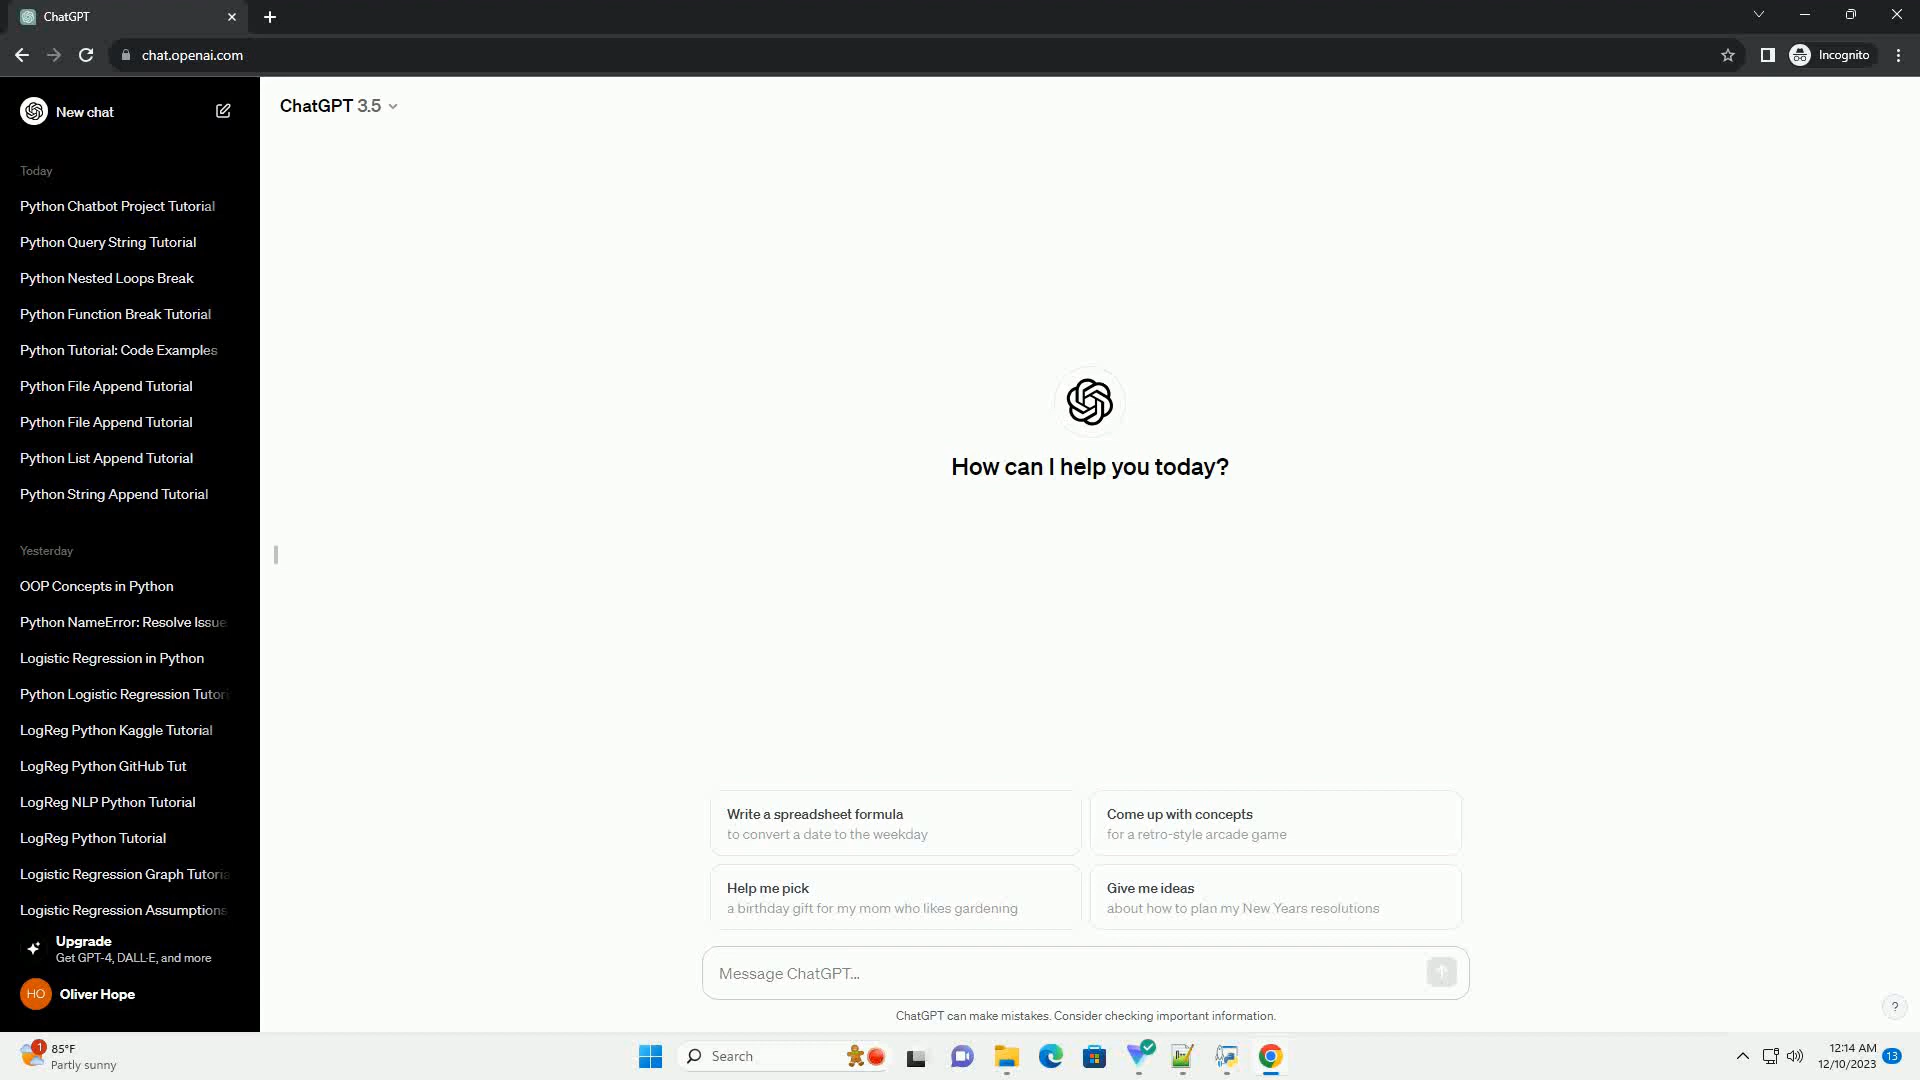 ChatGPT
chat.openai.com
Incognito
New chat
ChatGPT 3.5
Today
Python Chatbot Project Tutorial
Python Query String Tutorial
Python Nested Loops Break
Python Function Break Tutorial
Python Tutorial: Code Examples
Python File Append Tutorial
Python File Append Tutorial
Python List Append Tutorial
Python String Append Tutorial
Yesterday
OOP Concepts in Python
Python NameError: Resolve Issue
Logistic Regression in Python
Python Logistic Regression Tutori
LogReg Python Kaggle Tutorial
LogReg Python GitHub Tut
LogReg NLP Python Tutorial
LogReg Python Tutorial
Logistic Regression Graph Tutoria
Logistic Regression Assumptions
Upgrade
Get GPT-4, DALL·E, and more
HO
Oliver Hope
How can I help you today?
Write a spreadsheet formula
to convert a date to the weekday
Come up with concepts
for a retro-style arcade game
Help me pick
a birthday gift for my mom who likes gardening
Give me ideas
about how to plan my New Years resolutions
Message ChatGPT...
ChatGPT can make mistakes. Consider checking important information.
?
1
85°F
Partly sunny
Search
12:14 AM
12/10/2023
13